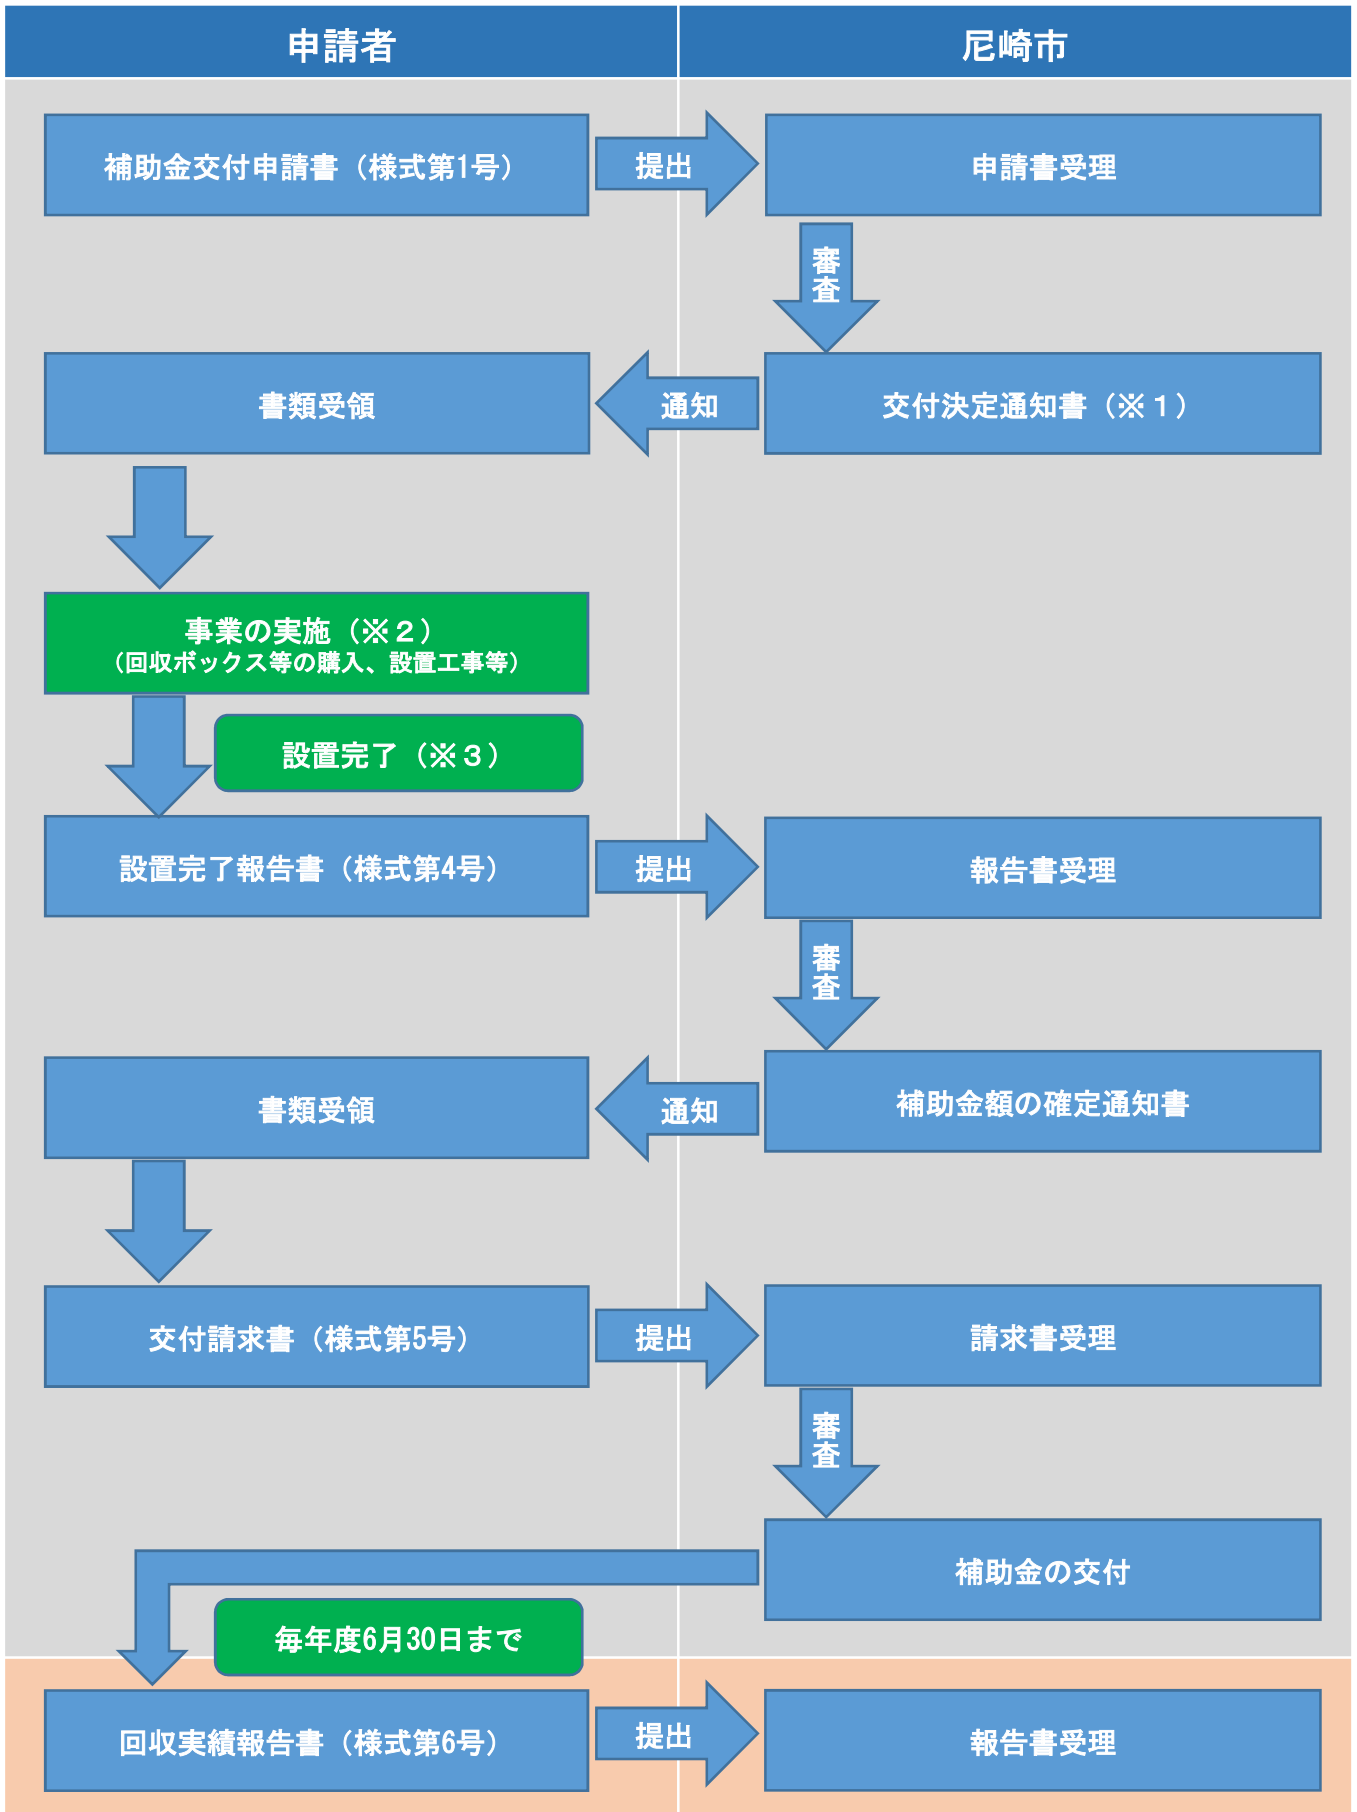 申請者
尼崎市
補助金交付申請書（様式第1号）
提出
申請書受理
審査
交付決定通知書（※１）
通知
書類受領
事業の実施（※２）
（回収ボックス等の購入、設置工事等）
設置完了（※３）
設置完了報告書（様式第4号）
提出
報告書受理
審査
補助金額の確定通知書
通知
書類受領
交付請求書（様式第5号）
提出
請求書受理
審査
補助金の交付
毎年度6月30日まで
回収実績報告書（様式第6号）
提出
報告書受理